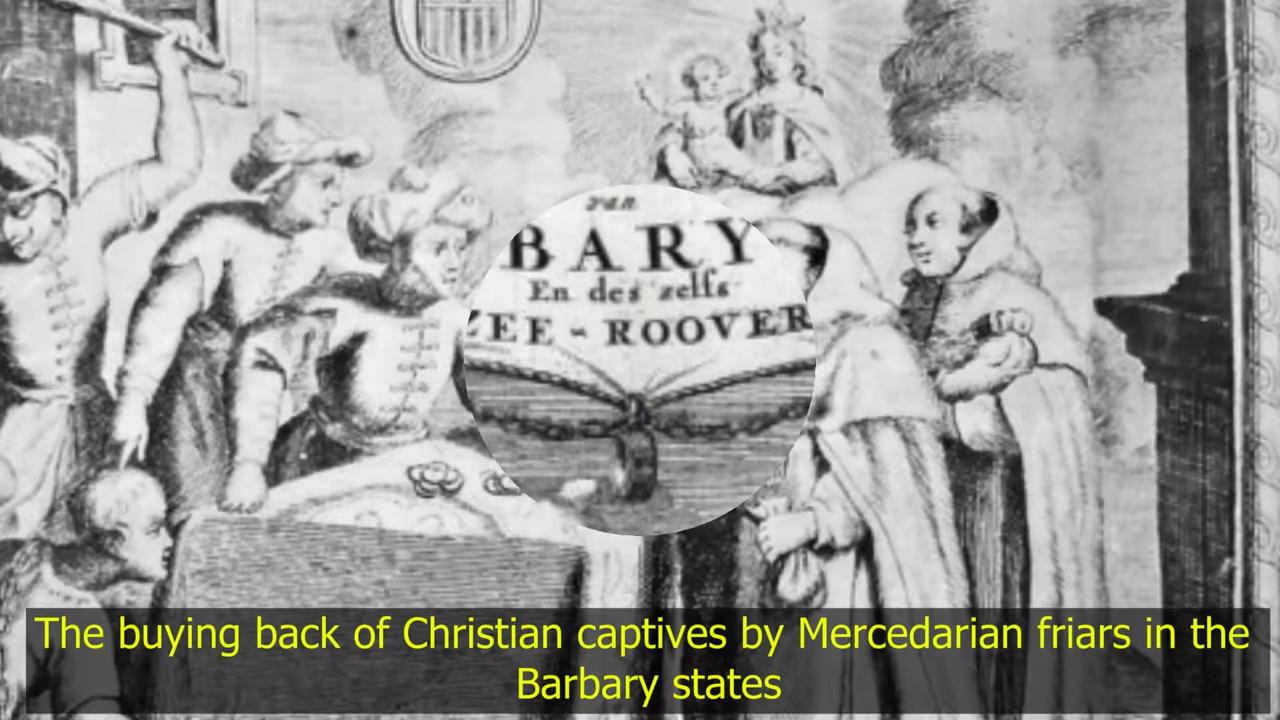 van
BARY
En des zelfs
ZEE - ROOVER
The buying back of Christian captives by Mercedarian friars in the
Barbary states